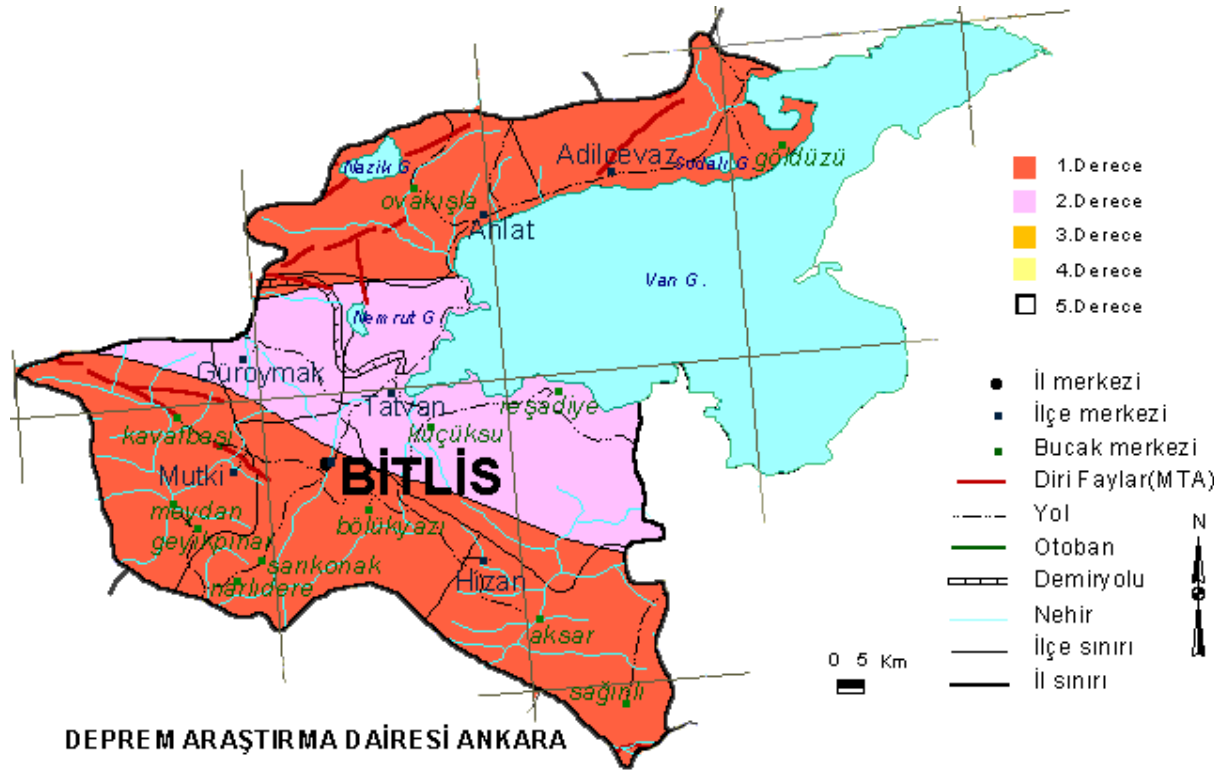 Nazik G
ovakışla
Ahlat
Adilcevaz
Sodalı G
göldüzü
Van G.
Nemrut G
Güroymak
Tatvan
reşadiye
küçüksu
kavafbası
Mutki
BİTLİS
meydan
geyikpınar
bölükyazı
sarıkonak
narlıdere
Hizan
aksar
sağınlı
1.Derece
2.Derece
3.Derece
4.Derece
5.Derece
İl merkezi
İlçe merkezi
Bucak merkezi
Diri Faylar(MTA)
Yol
Otoban
Demiryolu
Nehir
İlçe sınırı
İl sınırı
N
0 5 Km
DEPREM ARAŞTIRMA DAİRESİ ANKARA